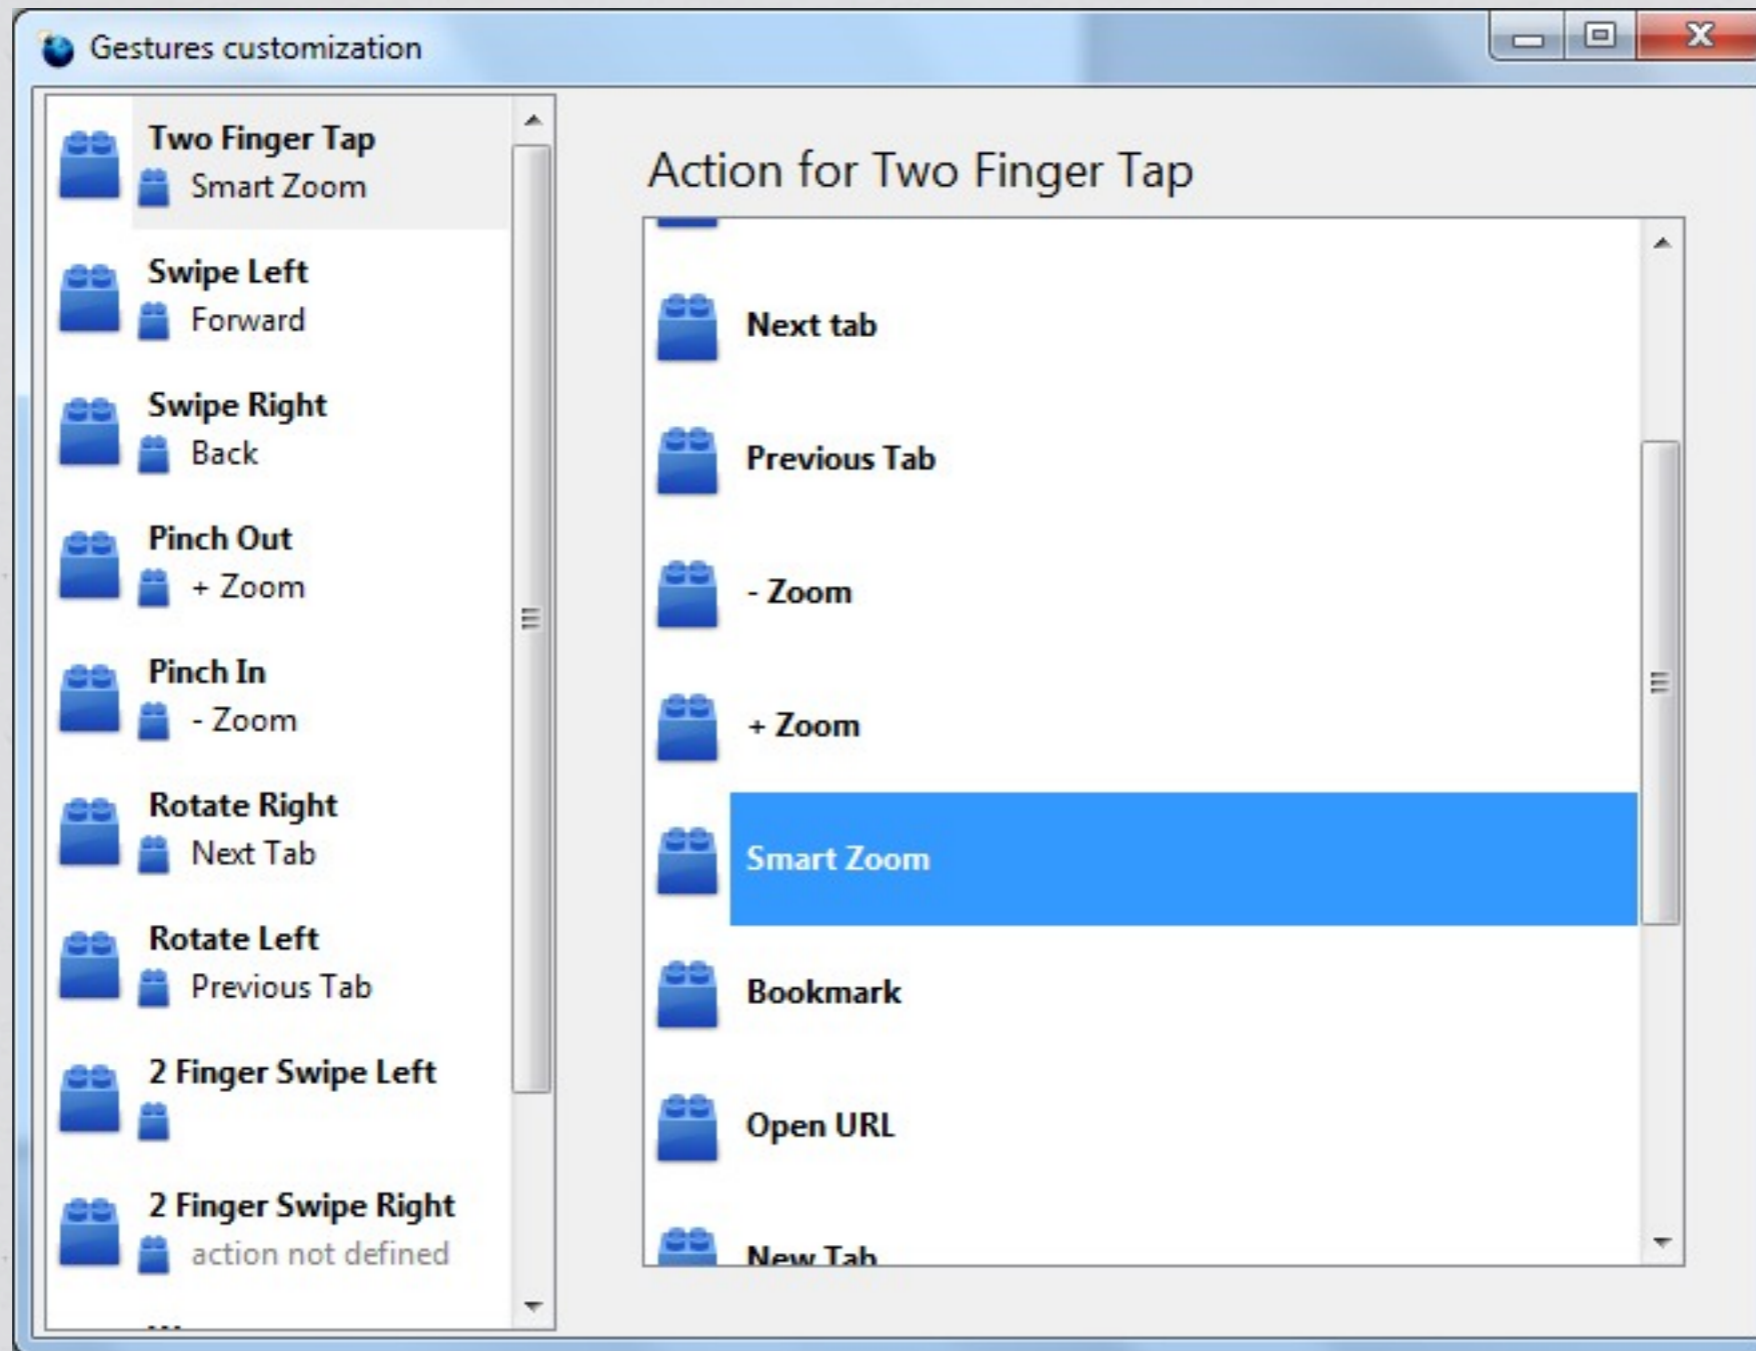 Gestures customization
Two Finger Tap
Smart Zoom
Swipe Left
Forward
Swipe Right
Back
Pinch Out
+ Zoom
Pinch In
- Zoom
Rotate Right
Next Tab
Rotate Left
Previous Tab
2 Finger Swipe Left
2 Finger Swipe Right
action not defined
Action for Two Finger Tap
Next tab
Previous Tab
- Zoom
+ Zoom
Smart Zoom
Bookmark
Open URL
New Tab